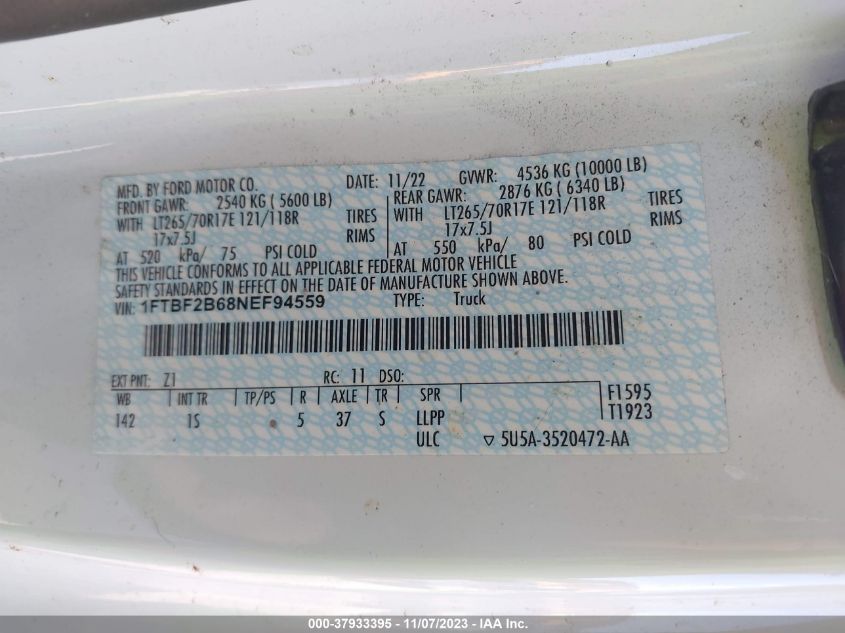 MFD. BY FORD MOTOR CO. DATE: 11/22 GVWR: 4536 KG (10000 LB)
FRONT GAWR: 2540 KG ( 5600 LB) REAR GAWR: 2876 KG ( 6340 LB)
WITH LT265/70R17E 121/118R TIRES WITH LT265/70R17E 121/118R TIRES
17x7.5J RIMS 17x7.5J RIMS
AT 520 kPa/ 75 PSI COLD AT 550 kPa/ 80 PSI COLD
THIS VEHICLE CONFORMS TO ALL APPLICABLE FEDERAL MOTOR VEHICLE
SAFETY STANDARDS IN EFFECT ON THE DATE OF MANUFACTURE SHOWN ABOVE.
VIN: 1FTBF2B68NEF94559 TYPE: Truck
EXT PNT: Z1 RC: 11 DSO:
WB INT TR TP/PS R AXLE TR SPR F1595
142 1S 5 37 S LLPP T1923
ULC ▽ 5U5A-3520472-AA
000-37933395 - 11/07/2023 - IAA Inc.